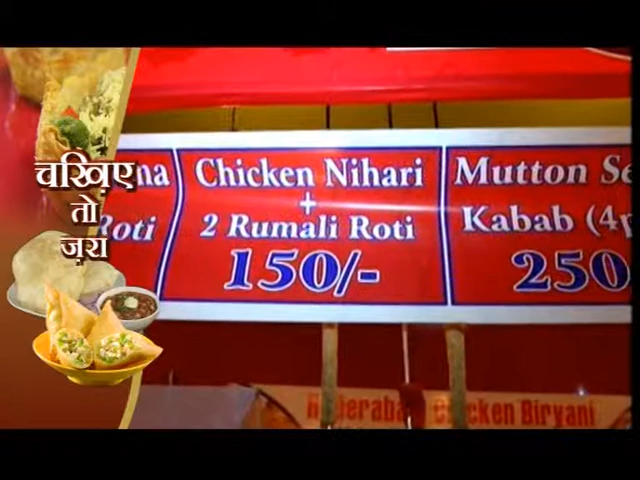 चखिए
तो
ज़रा
Roti
Chicken Nihari
+
2 Rumali Roti
150/-
Mutton
Kabab
250
Chicken Biryani